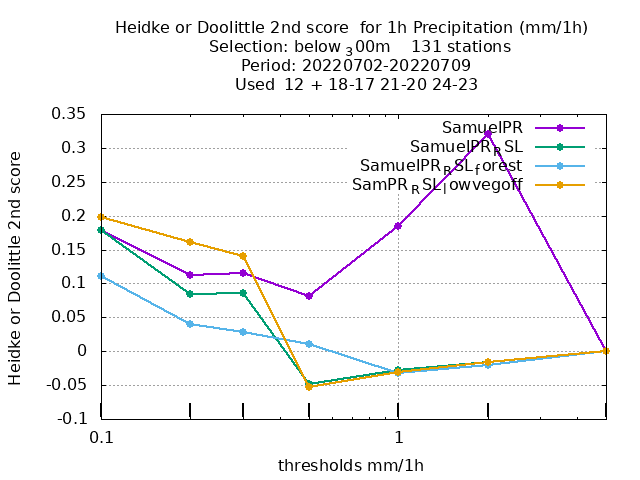 Heidke or Doolittle 2nd score  for 1h Precipitation (mm/1h)
Selection: below 300m    131 stations
Period: 20220702-20220709
Used  12 + 18-17 21-20 24-23
SamuelPR
SamuelPRRSL
SamuelPRRSLforest
SamPRRSLlowvegoff
Heidke or Doolittle 2nd score
0.35
0.3
0.25
0.2
0.15
0.1
0.05
0
-0.05
-0.1
0.1
1
thresholds mm/1h